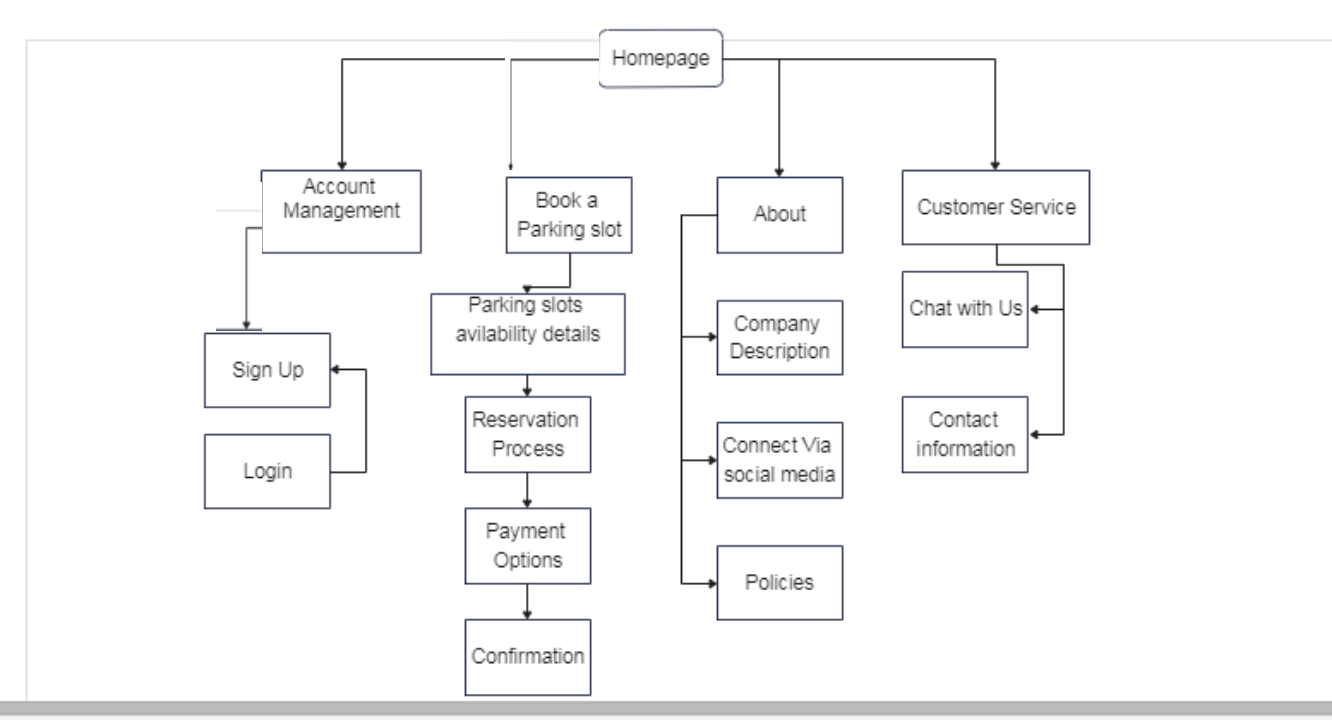 Homepage
Account
Management
Book a
Parking slot
About
Customer Service
Sign Up
Login
Parking slots
avilability details
Reservation
Process
Payment
Options
Confirmation
Company
Description
Connect Via
social media
Policies
Chat with Us
Contact
information